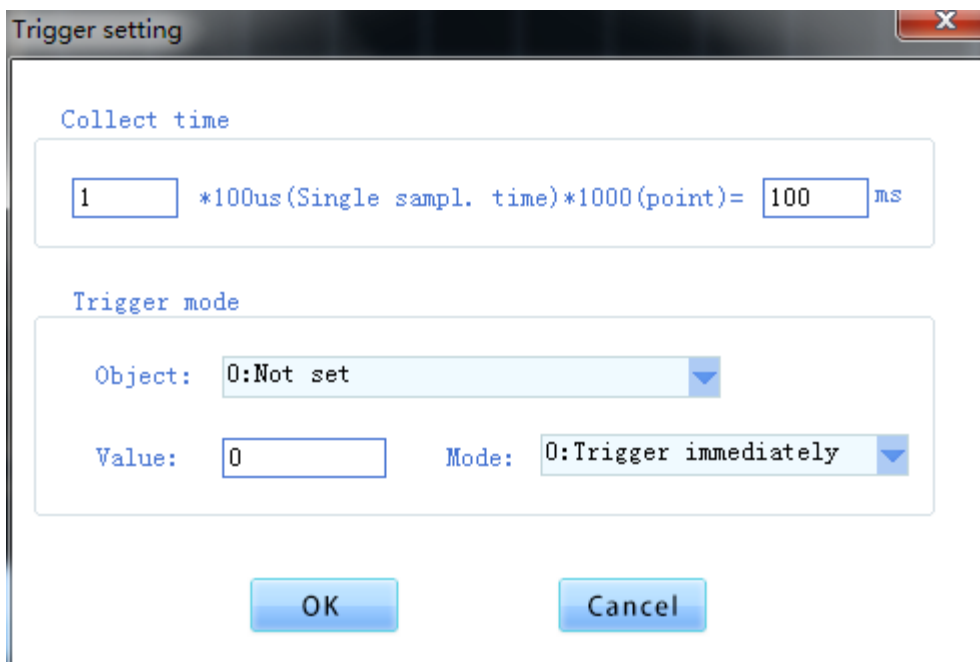 Trigger setting
Collect time
1 *100us(Single sampl. time)*1000(point)= 100 ms
Trigger mode
Object: 0:Not set
Value: 0 Mode: 0:Trigger immediately
OK Cancel